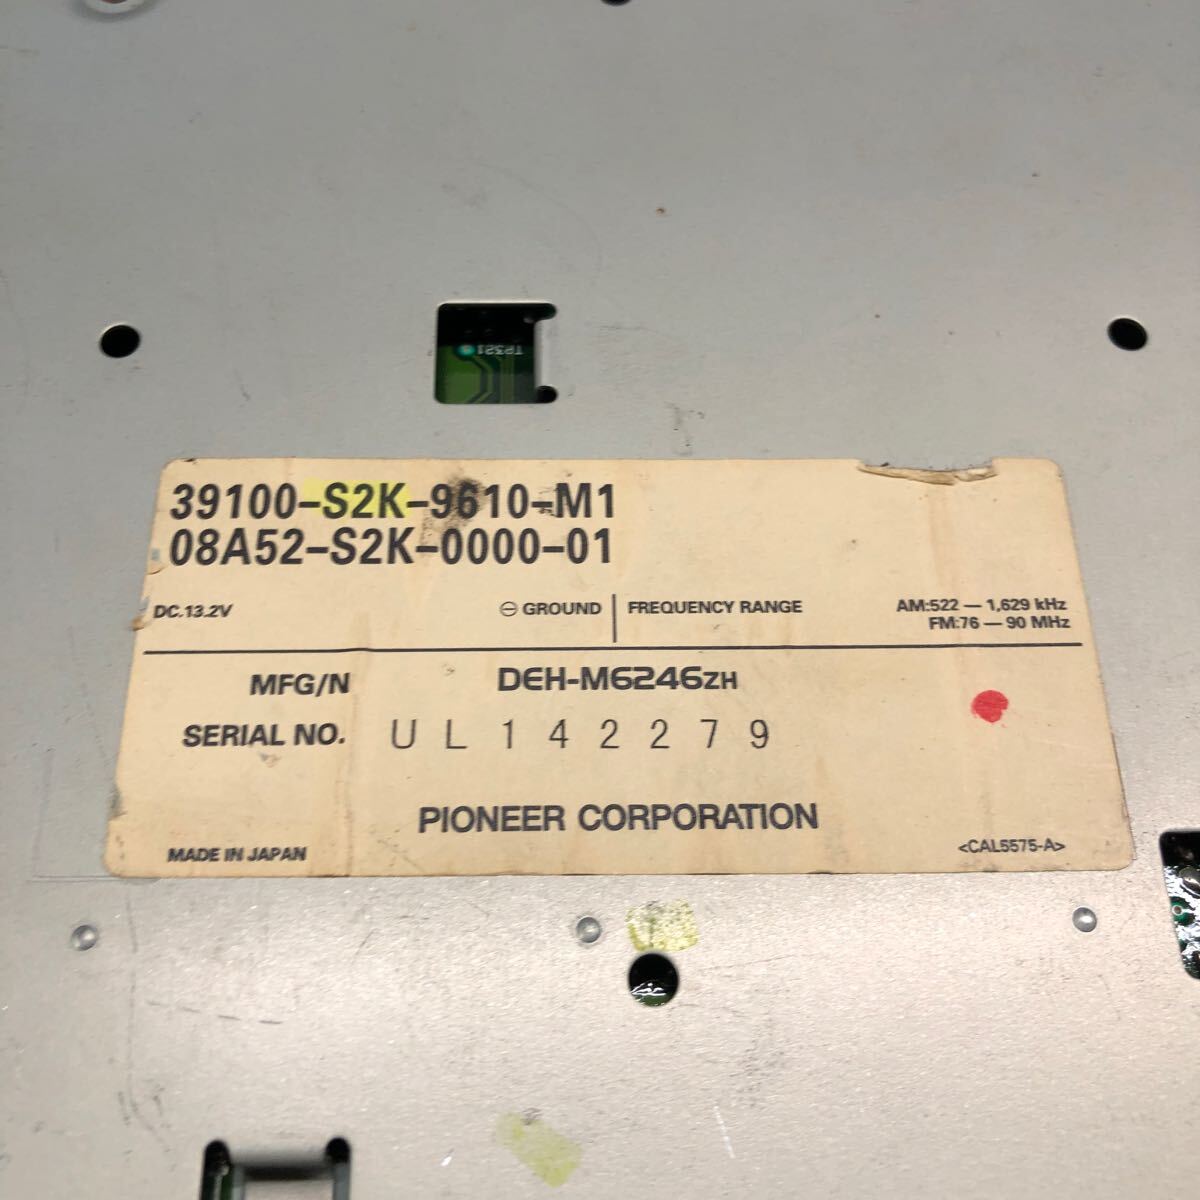 TP321
39100-S2K-9610-M1
08A52-S2K-0000-01
DC.13.2V ⊖ GROUND FREQUENCY RANGE AM:522 — 1,629 kHz
FM:76 — 90 MHz
MFG/N DEH-M6246ZH
SERIAL NO. UL142279
PIONEER CORPORATION
MADE IN JAPAN <CAL5575-A>